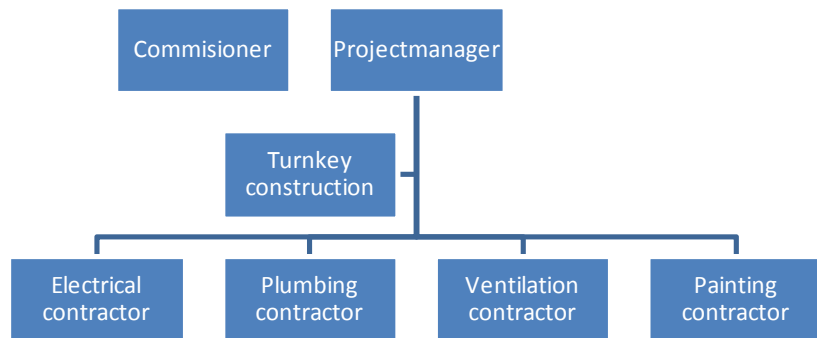 Commisioner
Projectmanager
Turnkey
construction
Electrical
contractor
Plumbing
contractor
Ventilation
contractor
Painting
contractor